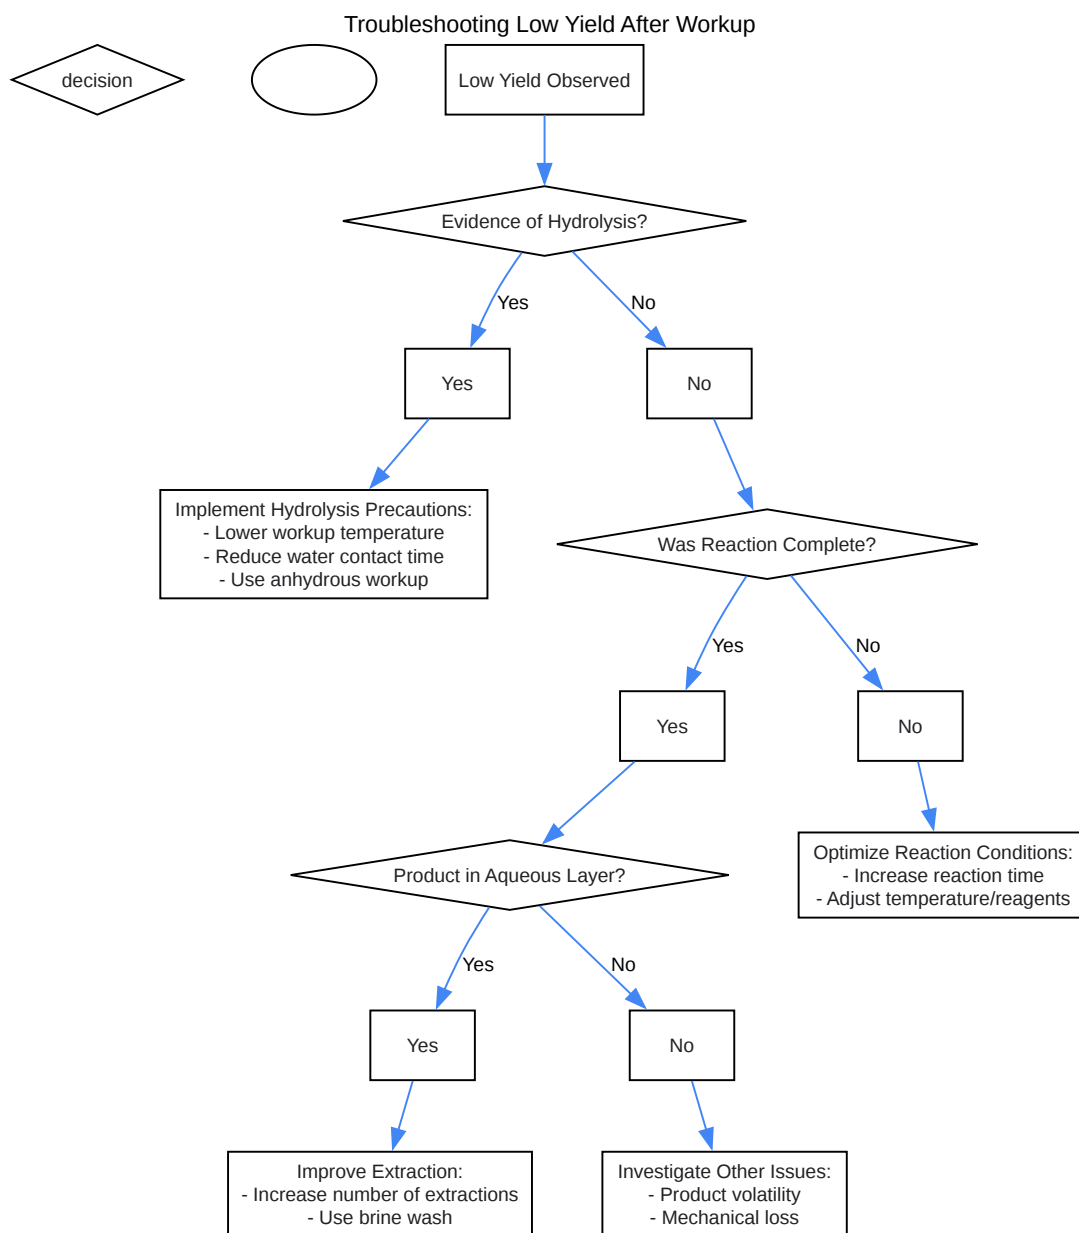 Troubleshooting Low Yield After Workup
decision
Low Yield Observed
Evidence of Hydrolysis?
Yes
No
Yes
No
Implement Hydrolysis Precautions:
- Lower workup temperature
- Reduce water contact time
- Use anhydrous workup
Was Reaction Complete?
Yes
No
Yes
No
Optimize Reaction Conditions:
- Increase reaction time
- Adjust temperature/reagents
Product in Aqueous Layer?
Yes
No
Yes
No
Improve Extraction:
- Increase number of extractions
- Use brine wash
Investigate Other Issues:
- Product volatility
- Mechanical loss